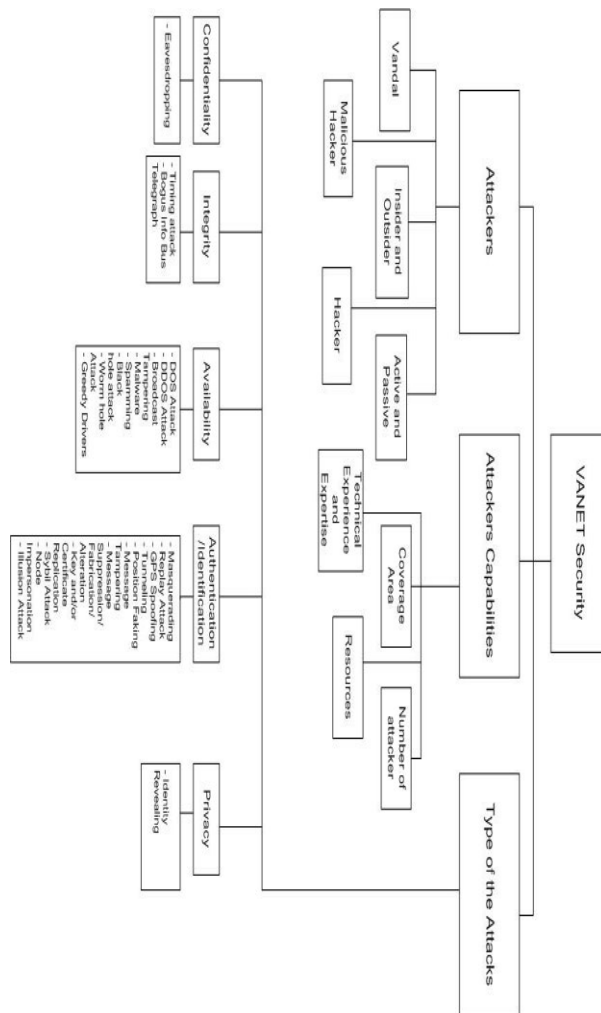 VANET Security
Attackers
Attackers Capabilities
Type of the Attacks
Vandal
Malicious
Hacker
Insider and
Outsider
Hacker
Active and
Passive
Technical
Experience
and
Expertise
Coverage
Area
Resources
Number of
attacker
Confidentiality
- Eavesdropping
Integrity
- Timing attack
- Bogus Info Bus
Telegraph
Availability
- DOS Attack
- DDOS Attack
- Broadcast
Tampering
- Malware
- Spamming
- Black
hole attack
- Worm hole
Attack
- Greedy Drivers
Authentication
/Identification
- Masquerading
- Replay Attack
- GPS Spoofing
- Tunneling
- Position Faking
- Message
Tampering
- Message
Suppression/
Fabrication/
Alteration
- Key and/or
Certificate
Replication
- Sybil Attack
- Node
Impersonation
- Illusion Attack
Privacy
- Identity
Revealing